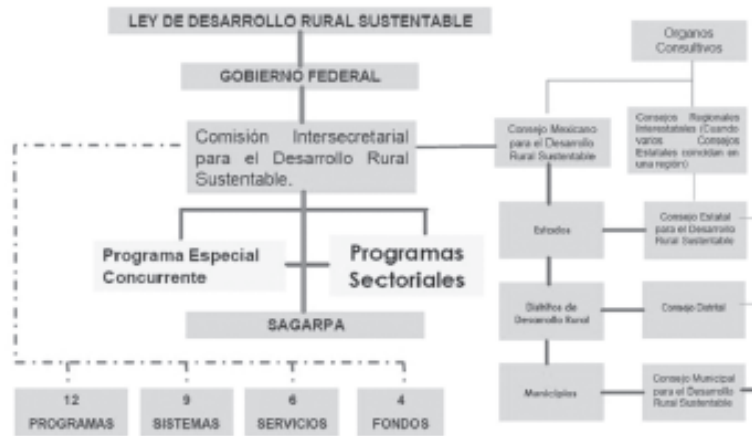 LEY DE DESARROLLO RURAL SUSTENTABLE
GOBIERNO FEDERAL
Comisión Intersecretarial
para el Desarrollo Rural
Sustentable.
Programa Especial
Concurrente
Programas
Sectoriales
SAGARPA
12
PROGRAMAS
9
SISTEMAS
6
SERVICIOS
4
FONDOS
Organos
Consultivos
Consejo Mexicano
para el Desarrollo
Rural Sustentable
Consejos Regionales
Interestatales (Cuando
varios Consejos
Estatales coincidan en
una región)
Estados
Consejo Estatal
para el Desarrollo
Rural Sustentable
Distritos de
Desarrollo Rural
Consejo Distrital
Municipios
Consejo Municipal
para el Desarrollo
Rural Sustentable